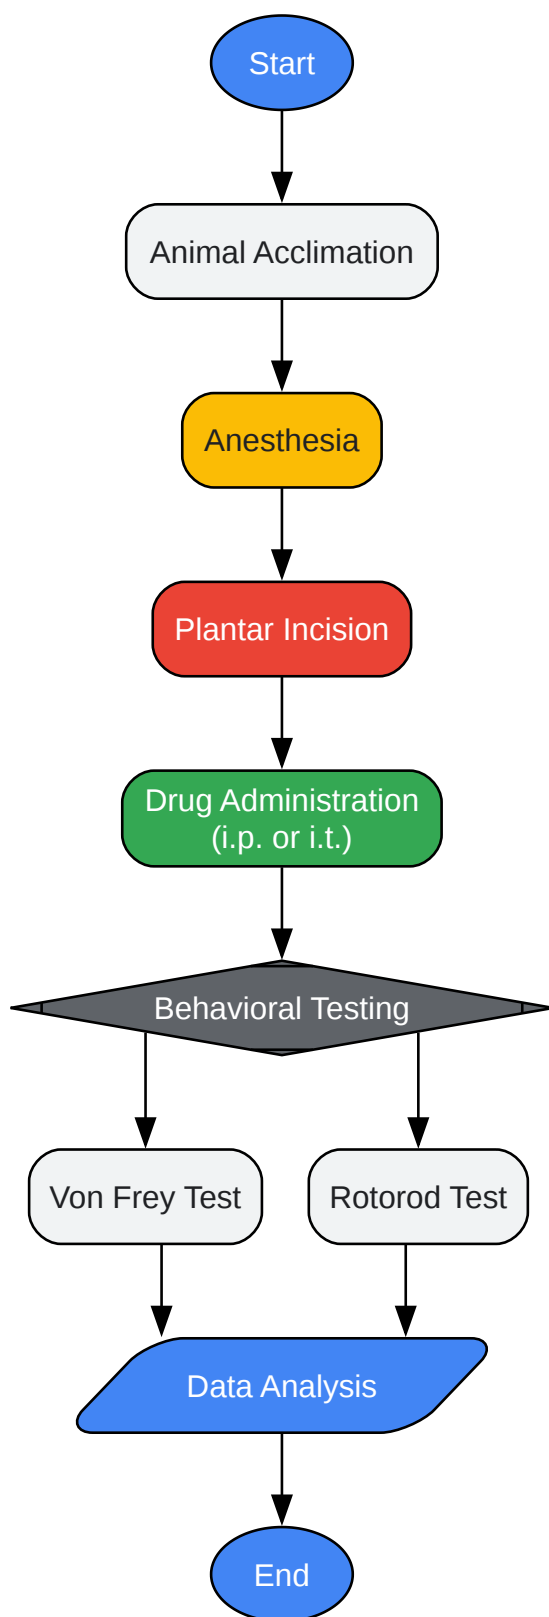 Start
Animal Acclimation
Anesthesia
Plantar Incision
Drug Administration
(i.p. or i.t.)
Behavioral Testing
Von Frey Test
Rotorod Test
Data Analysis
End